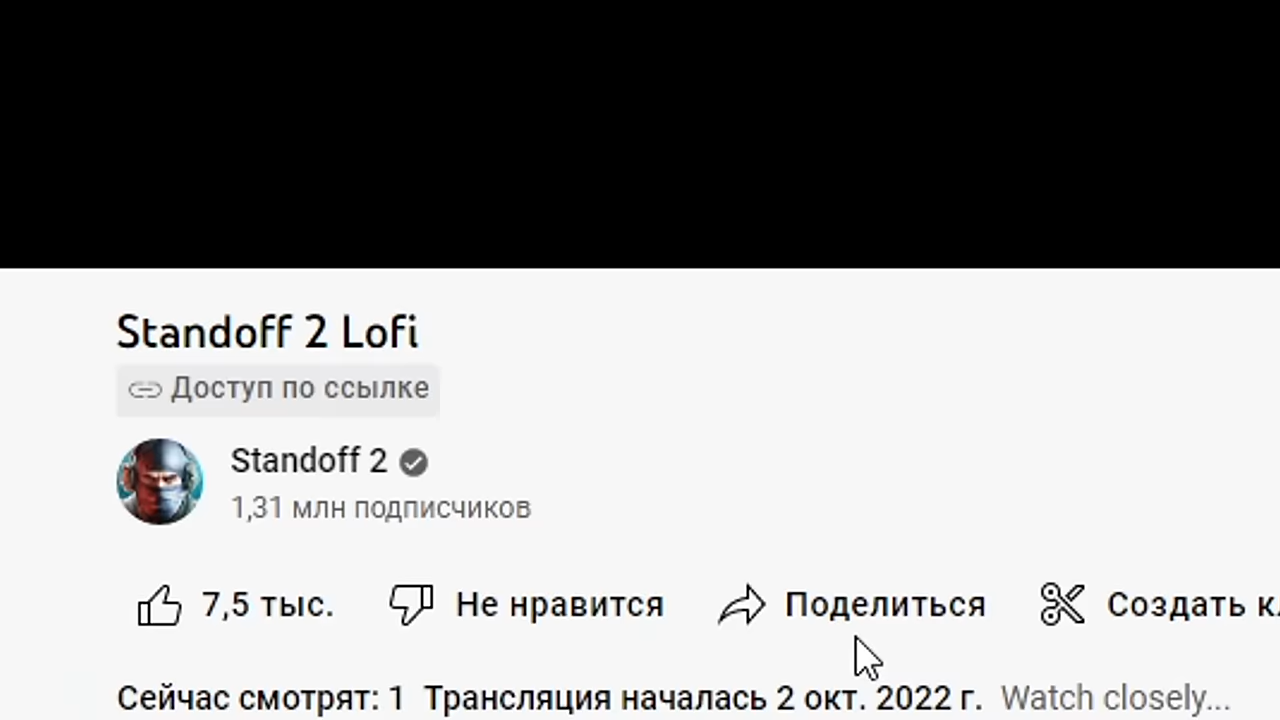 Standoff 2 Lofi
Доступ по ссылке
Standoff 2
1,31 млн подписчиков
7,5 тыс. Не нравится Поделиться Создать
Сейчас смотрят: 1 Трансляция началась 2 окт. 2022 г. Watch closely...